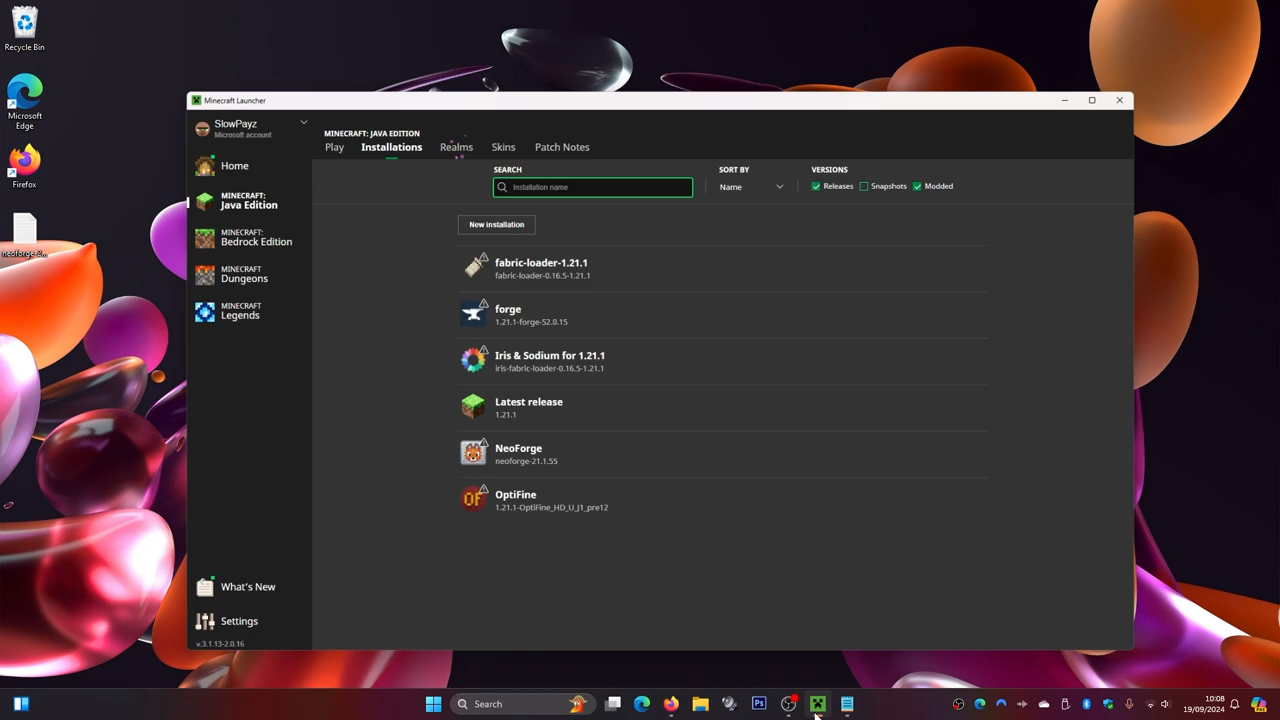 Recycle Bin
Microsoft
Edge
Firefox
neoforge-2...
Minecraft Launcher
SlowPayz
Microsoft account
Home
MINECRAFT:
Java Edition
MINECRAFT:
Bedrock Edition
MINECRAFT
Dungeons
MINECRAFT
Legends
What's New
Settings
v.3.1.13-2.0.16
MINECRAFT: JAVA EDITION
Play Installations Realms Skins Patch Notes
SEARCH SORT BY VERSIONS
Installation name Name Releases Snapshots Modded
New installation
fabric-loader-1.21.1
fabric-loader-0.16.5-1.21.1
forge
1.21.1-forge-52.0.15
Iris & Sodium for 1.21.1
iris-fabric-loader-0.16.5-1.21.1
Latest release
1.21.1
NeoForge
neoforge-21.1.55
OF
OptiFine
1.21.1-OptiFine_HD_U_J1_pre12
Search
Ps
10:08
19/09/2024